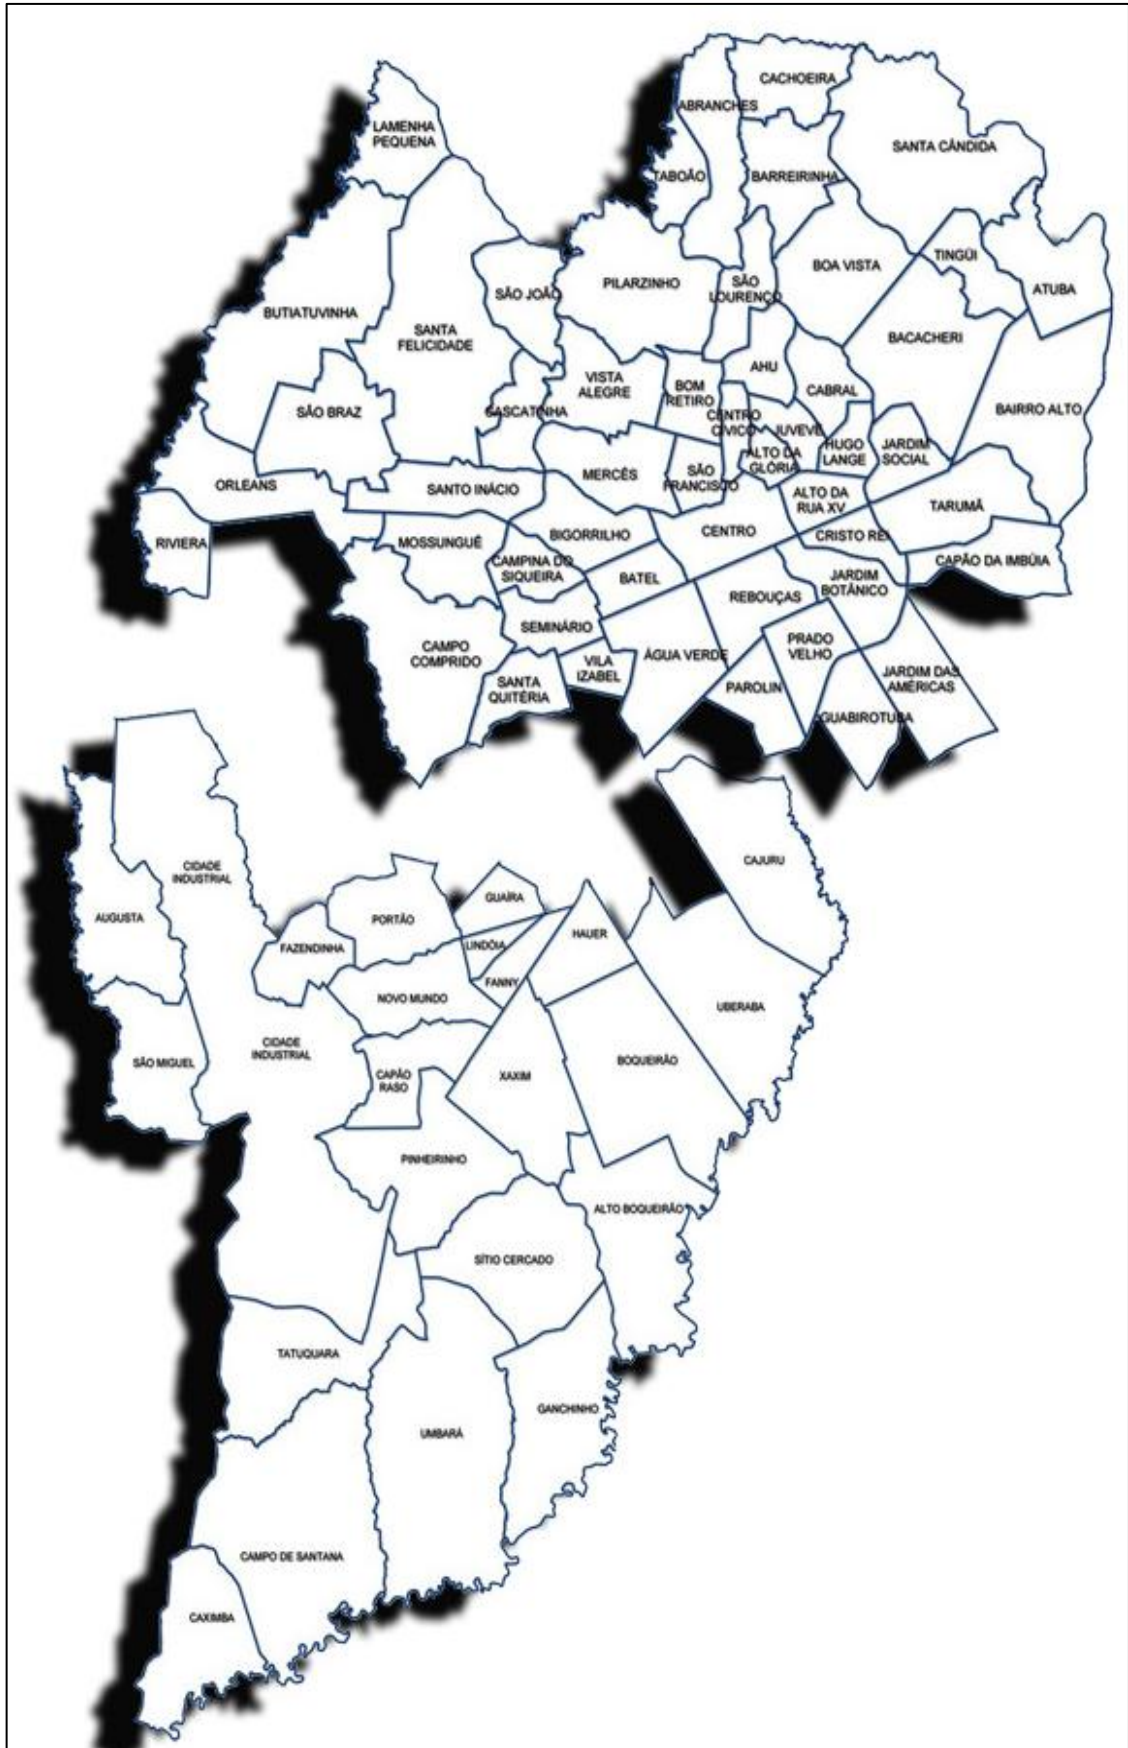 CACHOEIRA
ABRANCHES
LAMENHA
PEQUENA
SANTA CÂNDIDA
TABOÃO
BARREIRINHA
TINGÜI
BOA VISTA
PILARZINHO
SÃO
LOURENÇO
ATUBA
SÃO JOÃO
BUTIATUVINHA
SANTA
FELICIDADE
BACACHERI
AHU
VISTA
ALEGRE
BOM
RETIRO
CABRAL
SÃO BRAZ
CASCATINHA
CENTRO
CÍVICO
JUVEVÊ
BAIRRO ALTO
HUGO
LANGE
JARDIM
SOCIAL
ALTO DA
GLÓRIA
MERCÊS
SÃO
FRANCISCO
ORLEANS
SANTO INÁCIO
ALTO DA
RUA XV
TARUMÃ
RIVIERA
MOSSUNGUÊ
BIGORRILHO
CENTRO
CRISTO REI
CAMPINA DO
SIQUEIRA
CAPÃO DA IMBÚIA
BATEL
JARDIM
BOTÂNICO
REBOUÇAS
SEMINÁRIO
CAMPO
COMPRIDO
ÁGUA VERDE
PRADO
VELHO
VILA
IZABEL
SANTA
QUITÉRIA
PAROLIN
JARDIM DAS
AMÉRICAS
GUABIROTUBA
CAJURU
CIDADE
INDUSTRIAL
GUAÍRA
AUGUSTA
PORTÃO
HAUER
FAZENDINHA
LINDÓIA
FANNY
NOVO MUNDO
UBERABA
CIDADE
INDUSTRIAL
SÃO MIGUEL
CAPÃO
RASO
XAXIM
BOQUEIRÃO
PINHEIRINHO
ALTO BOQUEIRÃO
SÍTIO CERCADO
TATUQUARA
GANCHINHO
UMBARÁ
CAMPO DE SANTANA
CAXIMBA